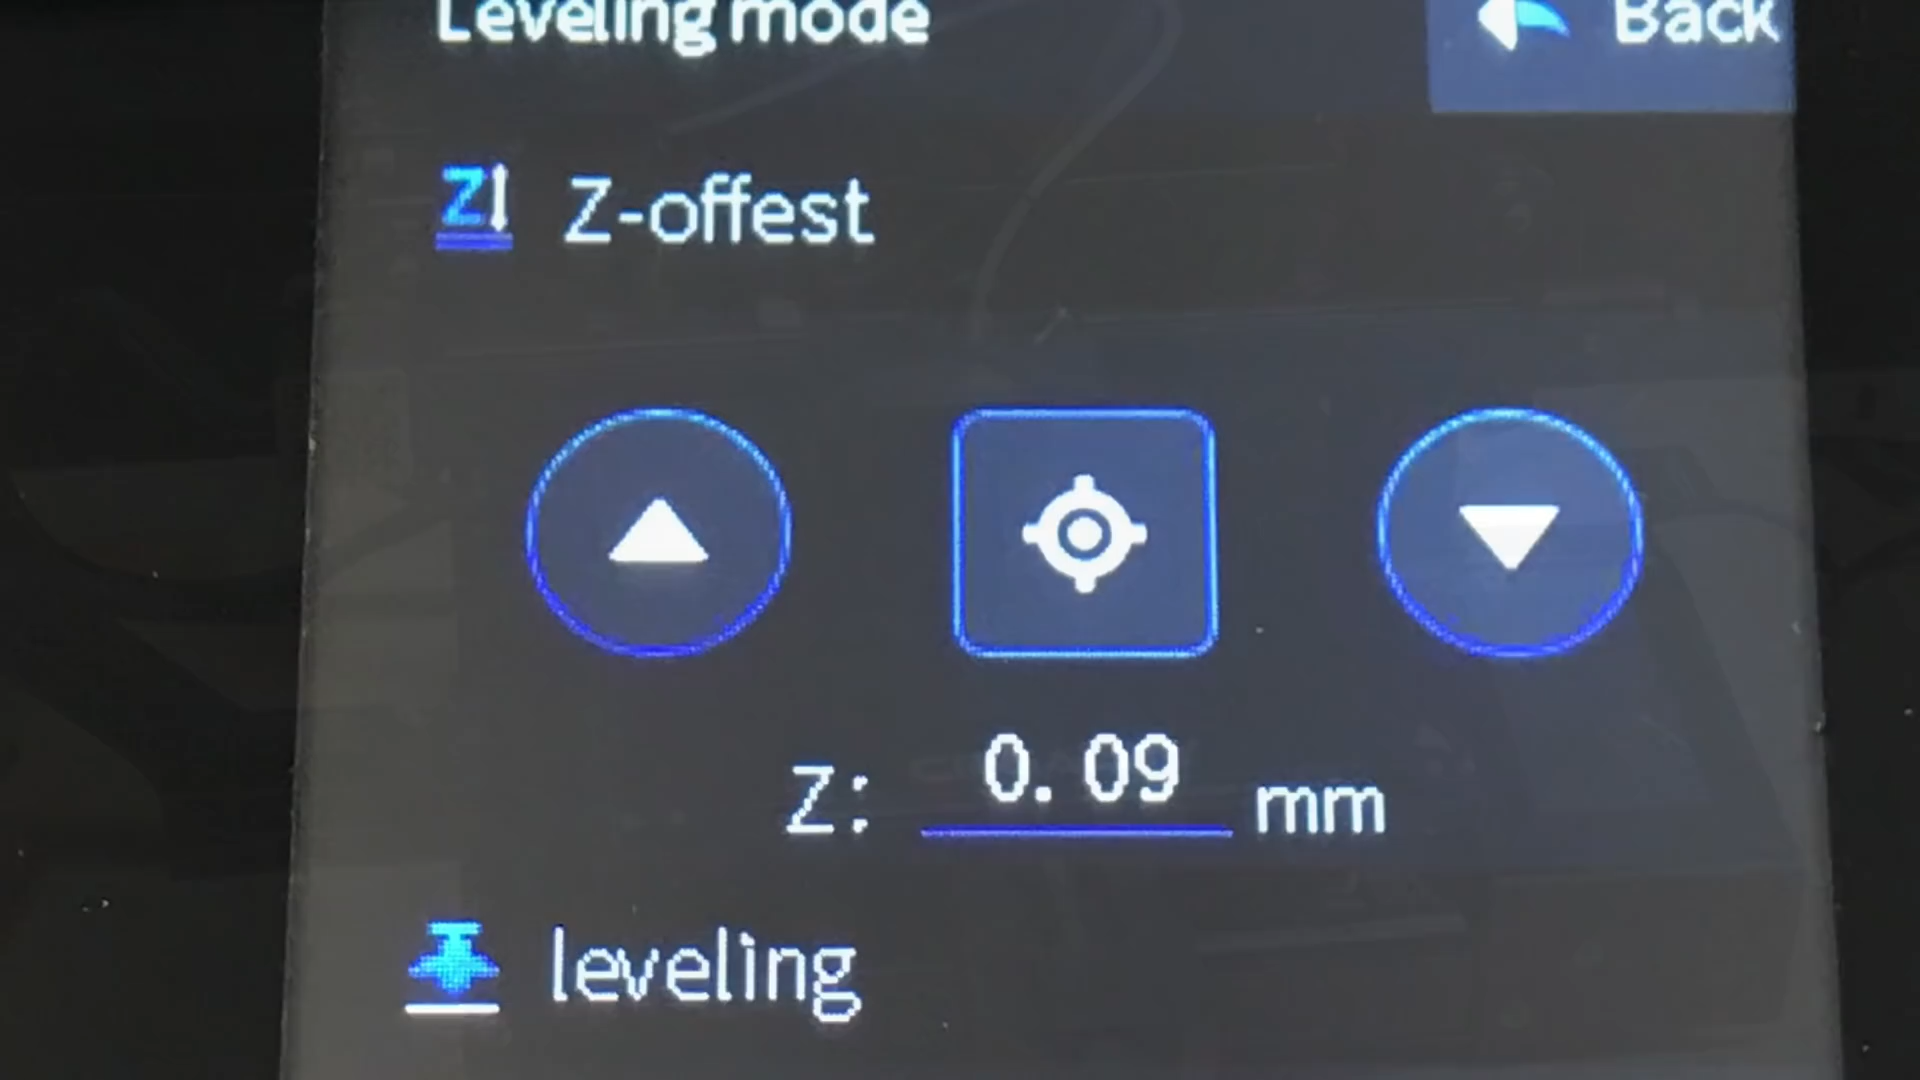 Leveling mode
Back
Z-offest
Z: 0.09 mm
leveling